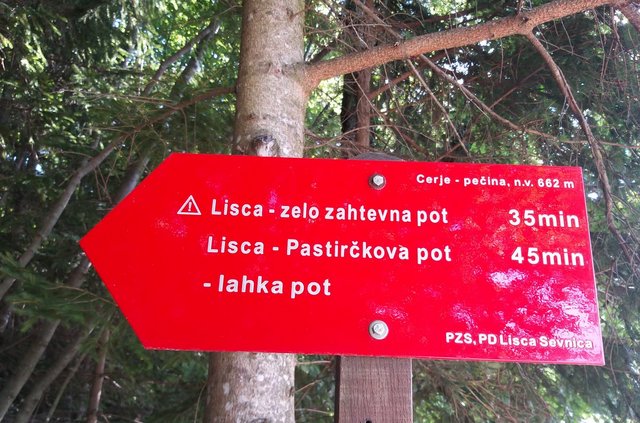 Cerje - pečina, n.v. 662 m
Lisca - zelo zahtevna pot 35min
Lisca - Pastirčkova pot 45min
- lahka pot
PZS, PD Lisca Sevnica